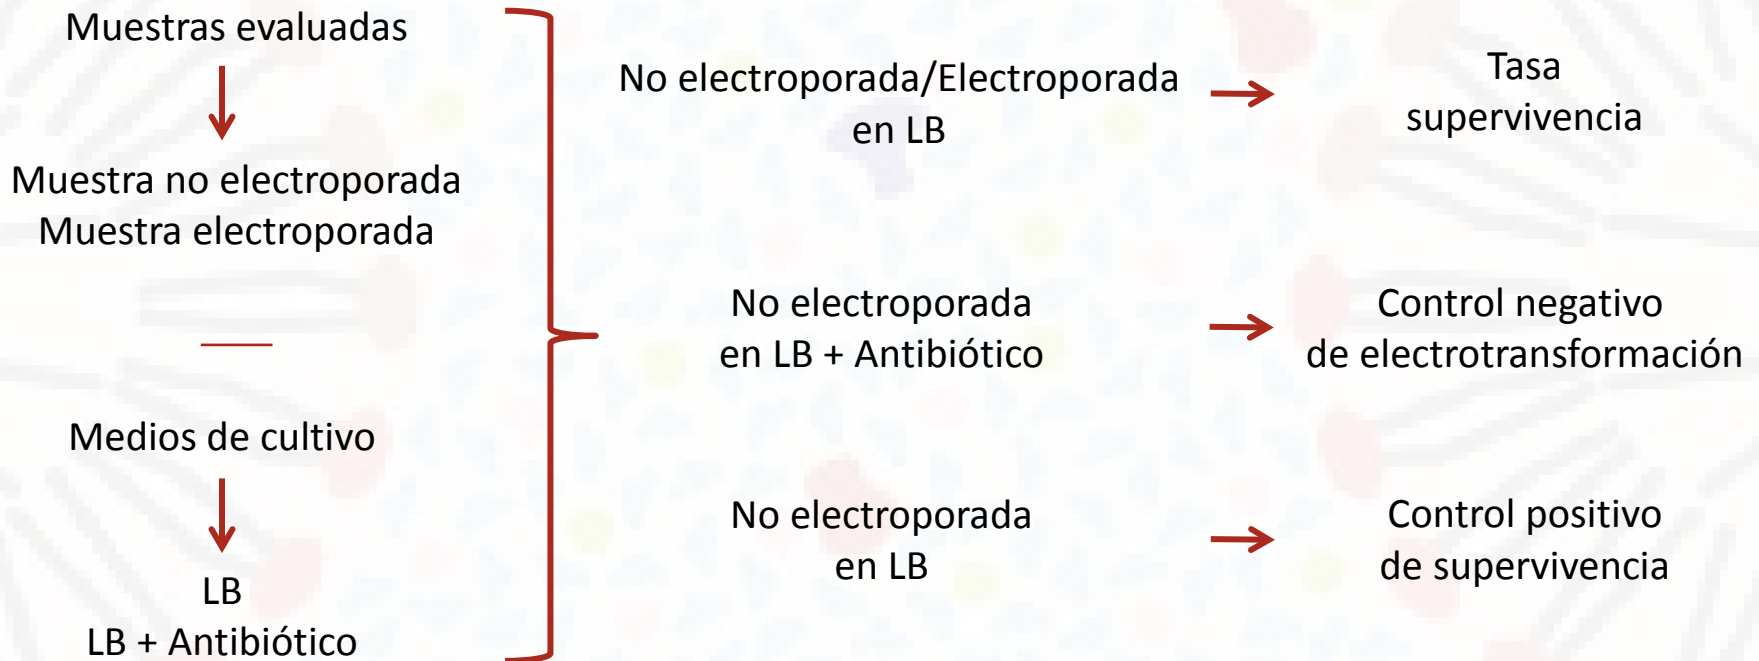 Muestras evaluadas
Muestra no electroporada
Muestra electroporada
Medios de cultivo
LB
LB + Antibiótico
No electroporada/Electroporada
en LB
Tasa
supervivencia
No electroporada
en LB + Antibiótico
Control negativo
de electrotransformación
No electroporada
en LB
Control positivo
de supervivencia